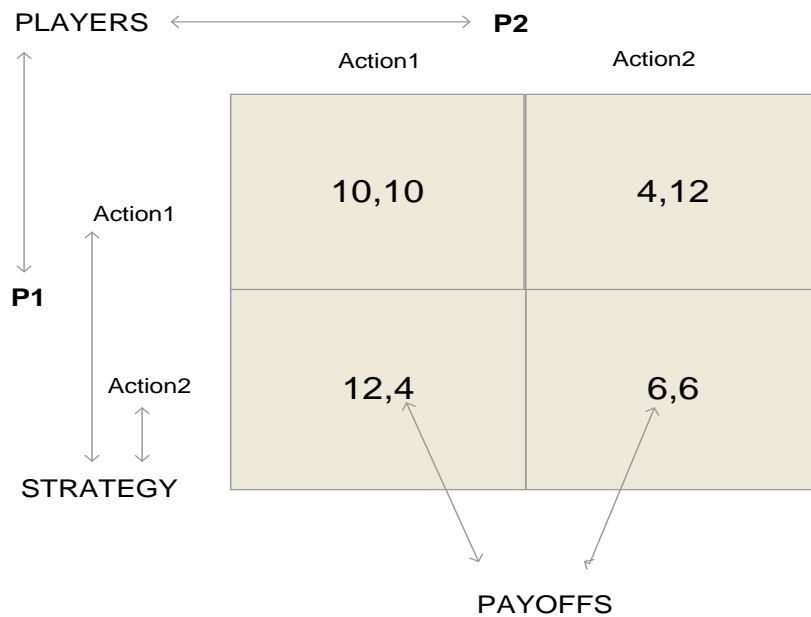 PLAYERS
P2
Action1
Action2
10,10
4,12
Action1
P1
12,4
6,6
Action2
STRATEGY
PAYOFFS